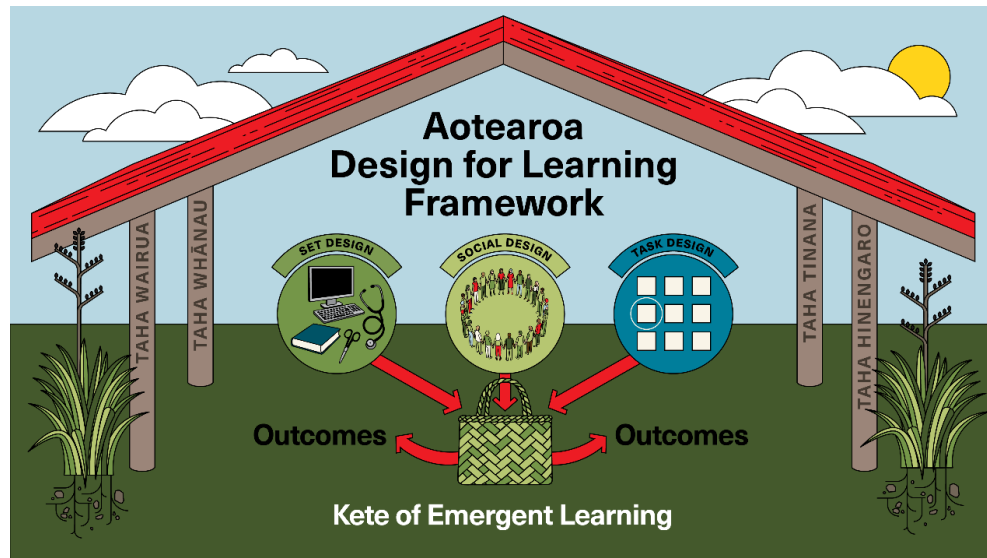 Aotearoa
Design for Learning
Framework
SET DESIGN
SOCIAL DESIGN
TASK DESIGN
TAHA WAIRUA
TAHA WHĀNAU
TAHA TINANA
TAHA HINENGARO
Outcomes
Outcomes
Kete of Emergent Learning